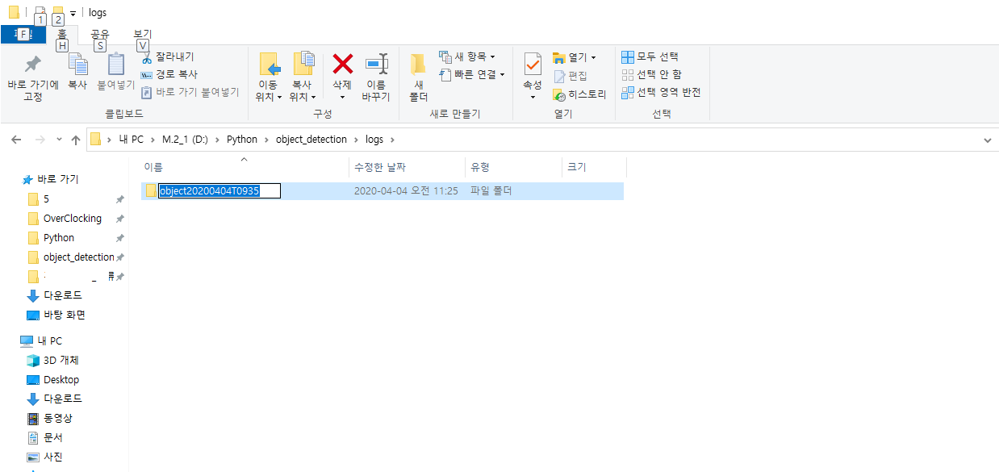 1 2 logs
F 홈 공유 보기
H S V
잘라내기
경로 복사
바로 가기 붙여넣기
바로 가기에
고정
복사
붙여넣기
클립보드
이동
위치
복사
위치
삭제
이름
바꾸기
구성
새
폴더
새 항목
빠른 연결
새로 만들기
속성
열기
편집
히스토리
열기
모두 선택
선택 안 함
선택 영역 반전
선택
내 PC > M.2_1 (D:) > Python > object_detection > logs >
이름 수정한 날짜 유형 크기
object20200404T0935 2020-04-04 오전 11:25 파일 폴더
바로 가기
5
OverClocking
Python
object_detection
다운로드
바탕 화면
내 PC
3D 개체
Desktop
다운로드
동영상
문서
사진